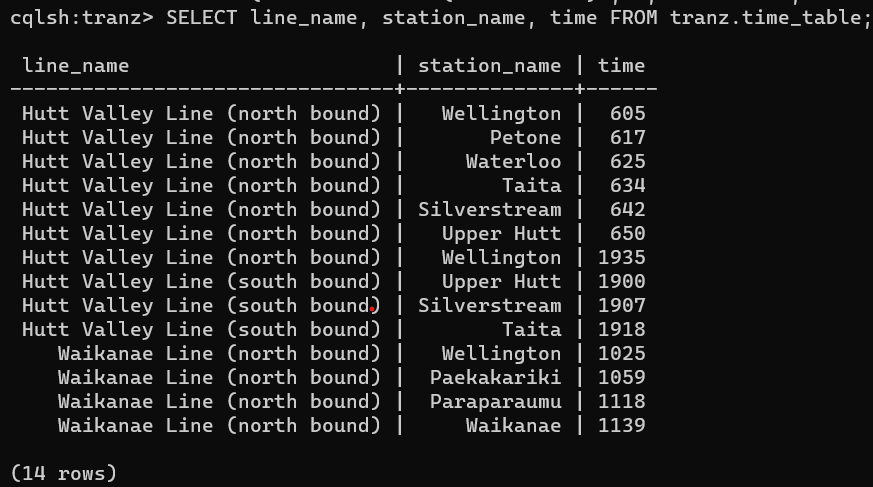 cqlsh:tranz> SELECT line_name, station_name, time FROM tranz.time_table;
 line_name                      | station_name | time
--------------------------------+--------------+------
 Hutt Valley Line (north bound) |   Wellington |  605
 Hutt Valley Line (north bound) |       Petone |  617
 Hutt Valley Line (north bound) |     Waterloo |  625
 Hutt Valley Line (north bound) |        Taita |  634
 Hutt Valley Line (north bound) | Silverstream |  642
 Hutt Valley Line (north bound) |   Upper Hutt |  650
 Hutt Valley Line (north bound) |   Wellington | 1935
 Hutt Valley Line (south bound) |   Upper Hutt | 1900
 Hutt Valley Line (south bound) | Silverstream | 1907
 Hutt Valley Line (south bound) |        Taita | 1918
    Waikanae Line (north bound) |   Wellington | 1025
    Waikanae Line (north bound) |  Paekakariki | 1059
    Waikanae Line (north bound) |  Paraparaumu | 1118
    Waikanae Line (north bound) |     Waikanae | 1139
(14 rows)